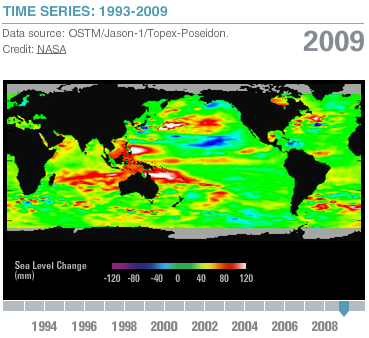 TIME SERIES: 1993-2009
Data source: OSTM/Jason-1/Topex-Poseidon.
Credit: NASA
2009
Sea Level Change
(mm)
-120 -80 -40 0 40 80 120
1994 1996 1998 2000 2002 2004 2006 2008